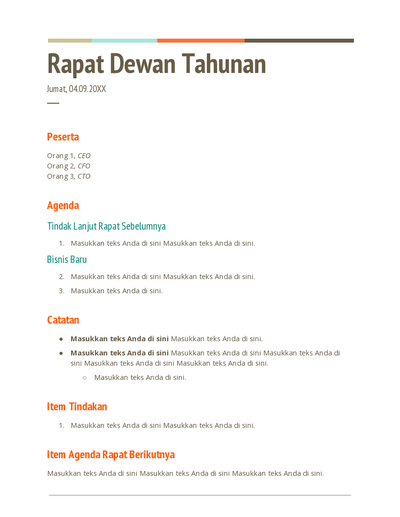 Rapat Dewan Tahunan
Jumat, 04.09.20XX
Peserta
Orang 1, CEO
Orang 2, CFO
Orang 3, CTO
Agenda
Tindak Lanjut Rapat Sebelumnya
1. Masukkan teks Anda di sini Masukkan teks Anda di sini.
Bisnis Baru
2. Masukkan teks Anda di sini Masukkan teks Anda di sini.
3. Masukkan teks Anda di sini.
Catatan
● Masukkan teks Anda di sini Masukkan teks Anda di sini.
● Masukkan teks Anda di sini Masukkan teks Anda di sini Masukkan teks Anda di
sini Masukkan teks Anda di sini Masukkan teks Anda di sini.
○ Masukkan teks Anda di sini.
Item Tindakan
1. Masukkan teks Anda di sini Masukkan teks Anda di sini.
Item Agenda Rapat Berikutnya
Masukkan teks Anda di sini Masukkan teks Anda di sini Masukkan teks Anda di sini.